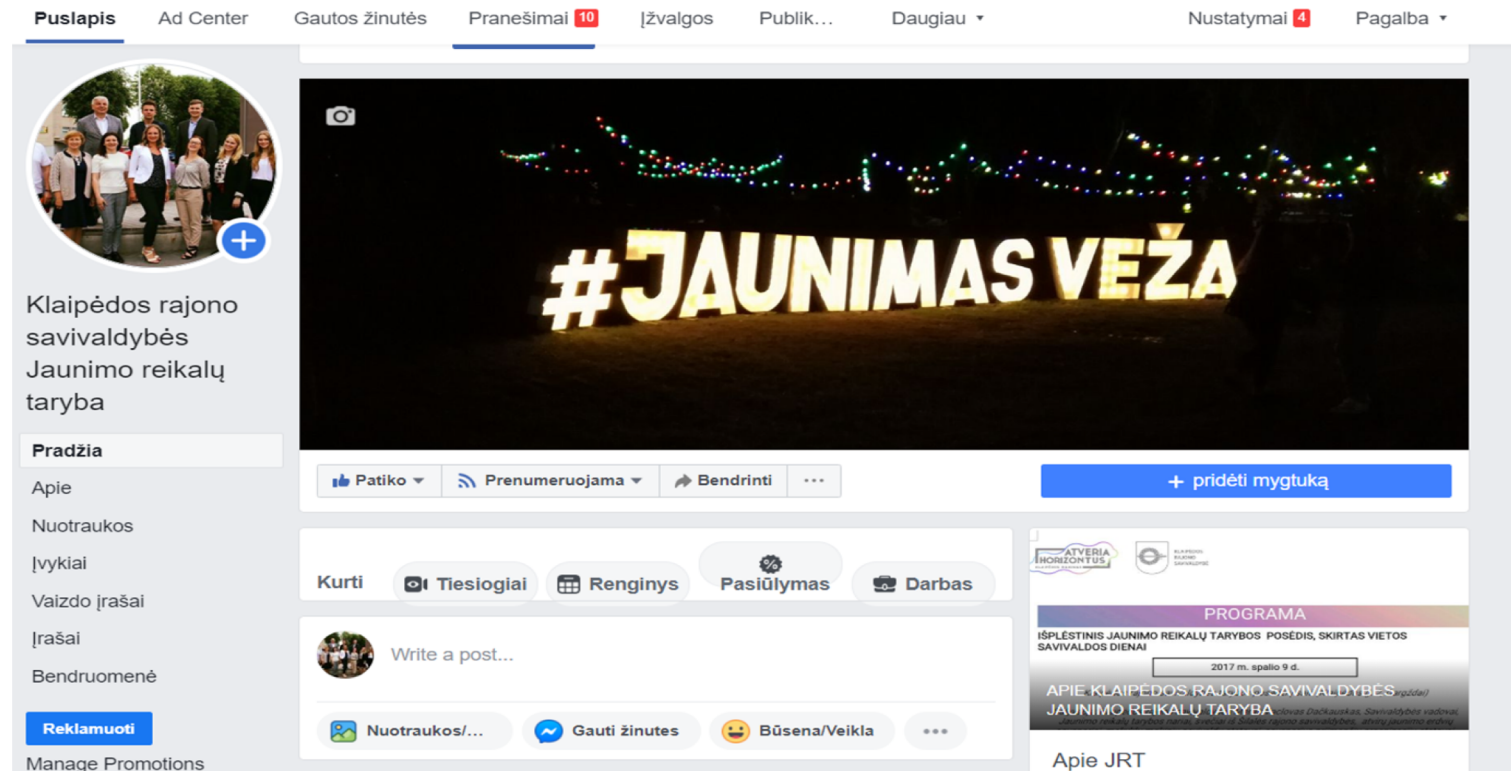 Puslapis Ad Center Gautos žinutės Pranešimai 10 Įžvalgos Publik... Daugiau Nustatymai 4 Pagalba
#JAUNIMAS VEŽA
Klaipėdos rajono
savivaldybės
Jaunimo reikalų
taryba
Pradžia
Apie
Nuotraukos
Įvykiai
Vaizdo įrašai
Įrašai
Bendruomenė
Reklamuoti
Manage Promotions
Patiko Prenumeruojama Bendrinti ...
+ pridėti mygtuką
Kurti Tiesiogiai Renginys Pasiūlymas Darbas
Write a post...
Nuotraukos/... Gauti žinutes Būsena/Veikla
ATVERIA
HORIZONTUS
KLAIPĖDOS
RAJONO
SAVIVALDYBĖ
PROGRAMA
IŠPLĖSTINIS JAUNIMO REIKALŲ TARYBOS POSĖDIS, SKIRTAS VIETOS
SAVIVALDOS DIENAI
2017 m. spalio 9 d.
APIE KLAIPĖDOS RAJONO SAVIVALDYBĖS
JAUNIMO REIKALŲ TARYBA
Apie JRT